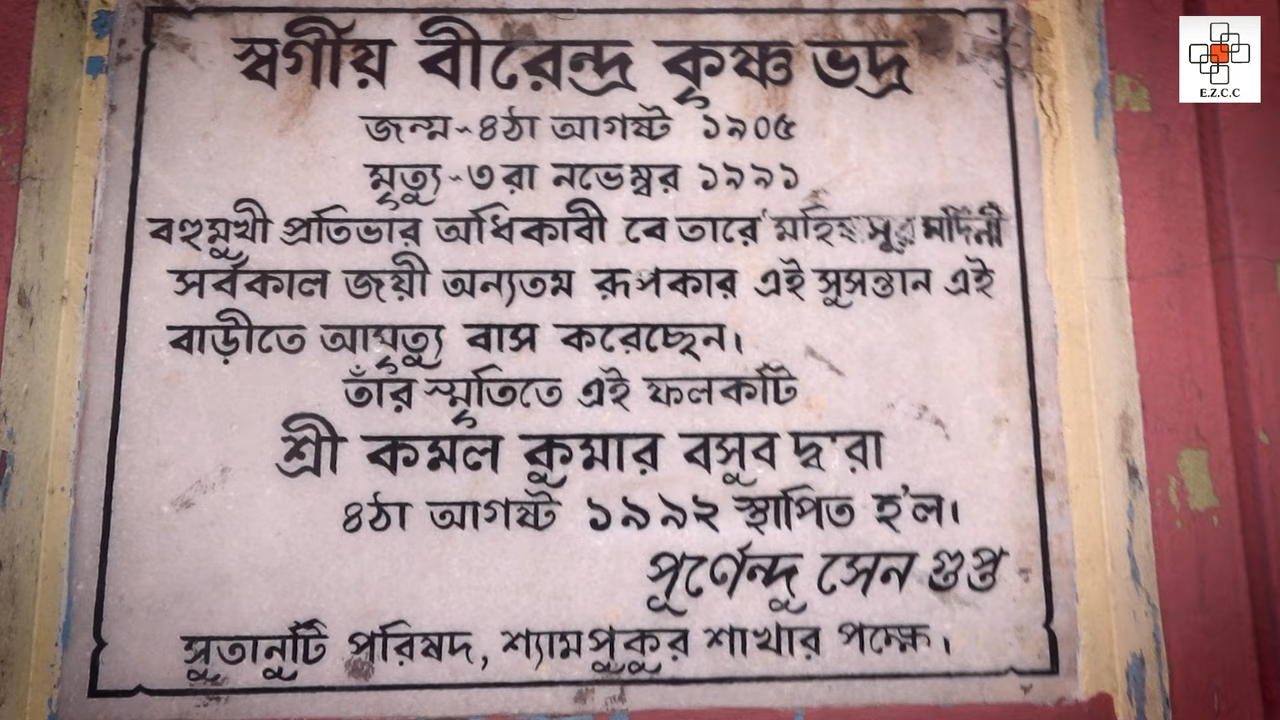 স্বর্গীয় বীরেন্দ্র কৃষ্ণ ভদ্র
জন্ম-৪ঠা আগষ্ট ১৯০৫
মৃত্যু-৩রা নভেম্বর ১৯৯১
বহুমুখী প্রতিভার অধিকাবী বে তারে 'মহিষ সুর মর্দিনী
সর্বকাল জয়ী অন্যতম রূপকার এই সুসন্তান এই
বাড়ীতে আমৃত্যু বাস করেছেন।
তাঁর স্মৃতিতে এই ফলকটি
শ্রী কমল কুমার বসুব দ্বারা
৪ঠা আগষ্ট ১৯৯২ স্থাপিত হ'ল।
পূর্ণেন্দু সেন গুপ্ত
সুতানুটি পরিষদ, শ্যামপুকুর শাখার পক্ষে।
E.Z.C.C